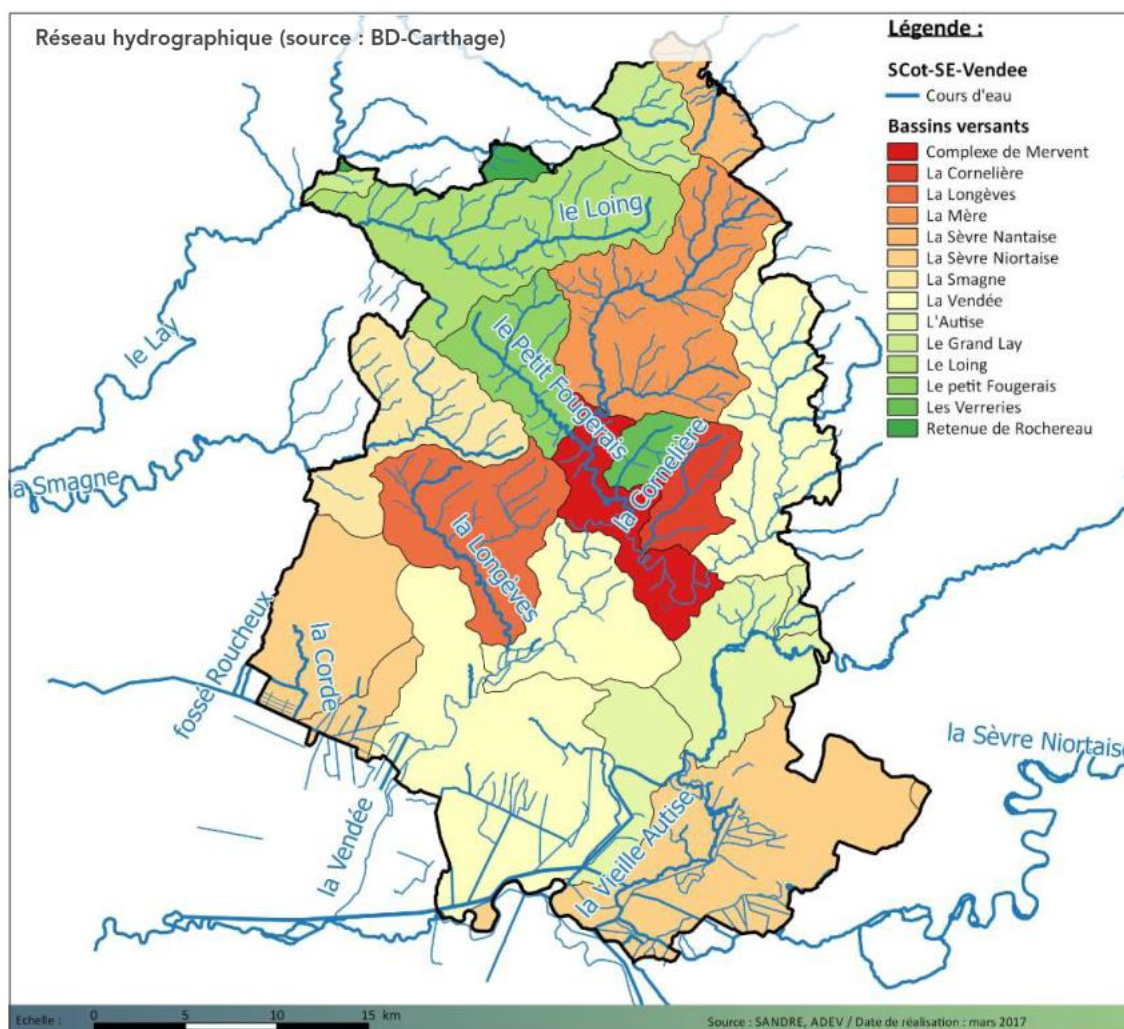 Réseau hydrographique (source : BD-Carthage)
Légende :
SCot-SE-Vendee
Cours d'eau
Bassins versants
Complexe de Mervent
La Cornelière
La Longèves
La Mère
La Sèvre Nantaise
La Sèvre Niortaise
La Smagne
La Vendée
L'Autise
Le Grand Lay
Le Loing
Le petit Fougerais
Les Verreries
Retenue de Rochereau
le Loing
le Lay
le Petit Fougerais
la Smagne
la Cornelière
la Longèves
fossé Roucheux
la Corde
la Sèvre Niortaise
la Vendée
la Vieille Autise
Echelle :
0 5 10 15 km
Source : SANDRE, ADEV / Date de réalisation : mars 2017